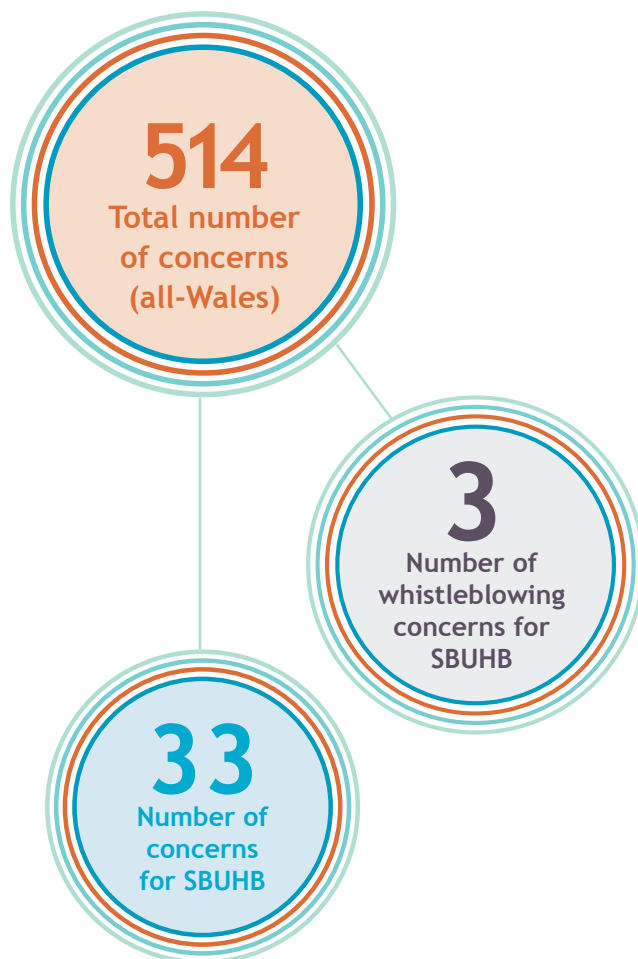 514
Total number
of concerns
(all-Wales)
3
Number of
whistleblowing
concerns for
SBUHB
33
Number of
concerns
for SBUHB